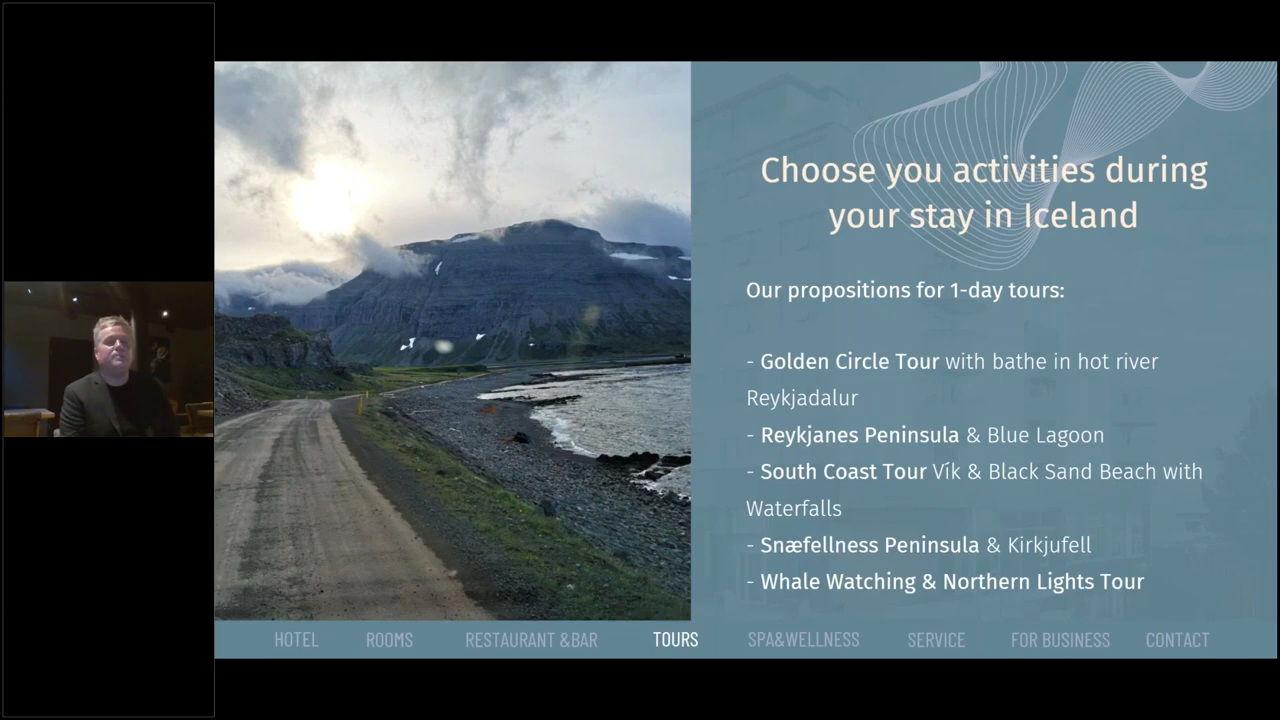 Choose you activities during
your stay in Iceland
Our propositions for 1-day tours:
- Golden Circle Tour with bathe in hot river
Reykjadalur
- Reykjanes Peninsula & Blue Lagoon
- South Coast Tour Vík & Black Sand Beach with
Waterfalls
- Snæfellness Peninsula & Kirkjufell
- Whale Watching & Northern Lights Tour
HOTEL ROOMS RESTAURANT &BAR TOURS SPA&WELLNESS SERVICE FOR BUSINESS CONTACT